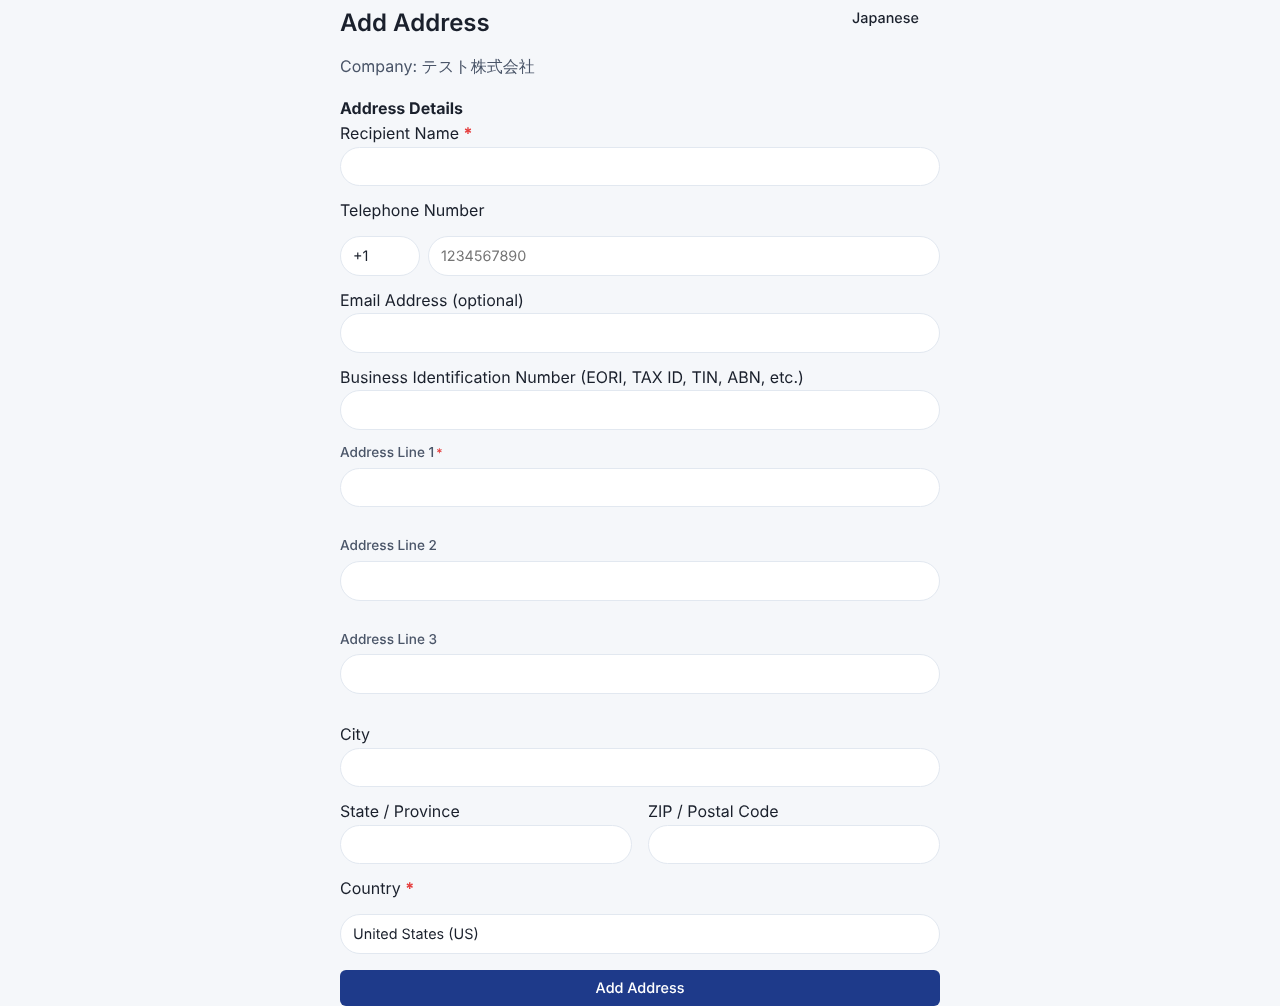 Add Address
Japanese
Company: テスト株式会社
Address Details
Recipient Name *
Telephone Number
+1
1234567890
Email Address (optional)
Business Identification Number (EORI, TAX ID, TIN, ABN, etc.)
Address Line 1*
Address Line 2
Address Line 3
City
State / Province
ZIP / Postal Code
Country *
United States (US)
Add Address